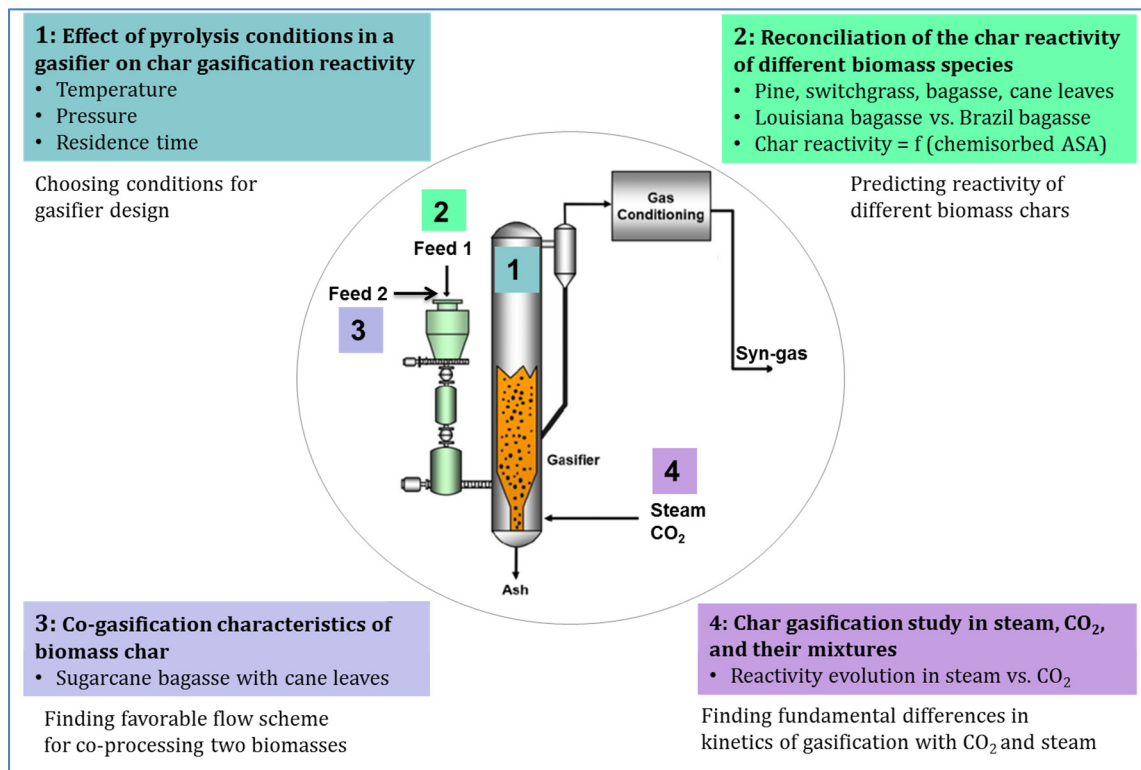 1: Effect of pyrolysis conditions in a
gasifier on char gasification reactivity
• Temperature
• Pressure
• Residence time
Choosing conditions for
gasifier design
2: Reconciliation of the char reactivity
of different biomass species
• Pine, switchgrass, bagasse, cane leaves
• Louisiana bagasse vs. Brazil bagasse
• Char reactivity = f (chemisorbed ASA)
Predicting reactivity of
different biomass chars
2
Feed 1
Feed 2
3
1
Gas
Conditioning
Syn-gas
Gasifier
4
Steam
CO₂
Ash
3: Co-gasification characteristics of
biomass char
• Sugarcane bagasse with cane leaves
Finding favorable flow scheme
for co-processing two biomasses
4: Char gasification study in steam, CO₂,
and their mixtures
• Reactivity evolution in steam vs. CO₂
Finding fundamental differences in
kinetics of gasification with CO₂ and steam